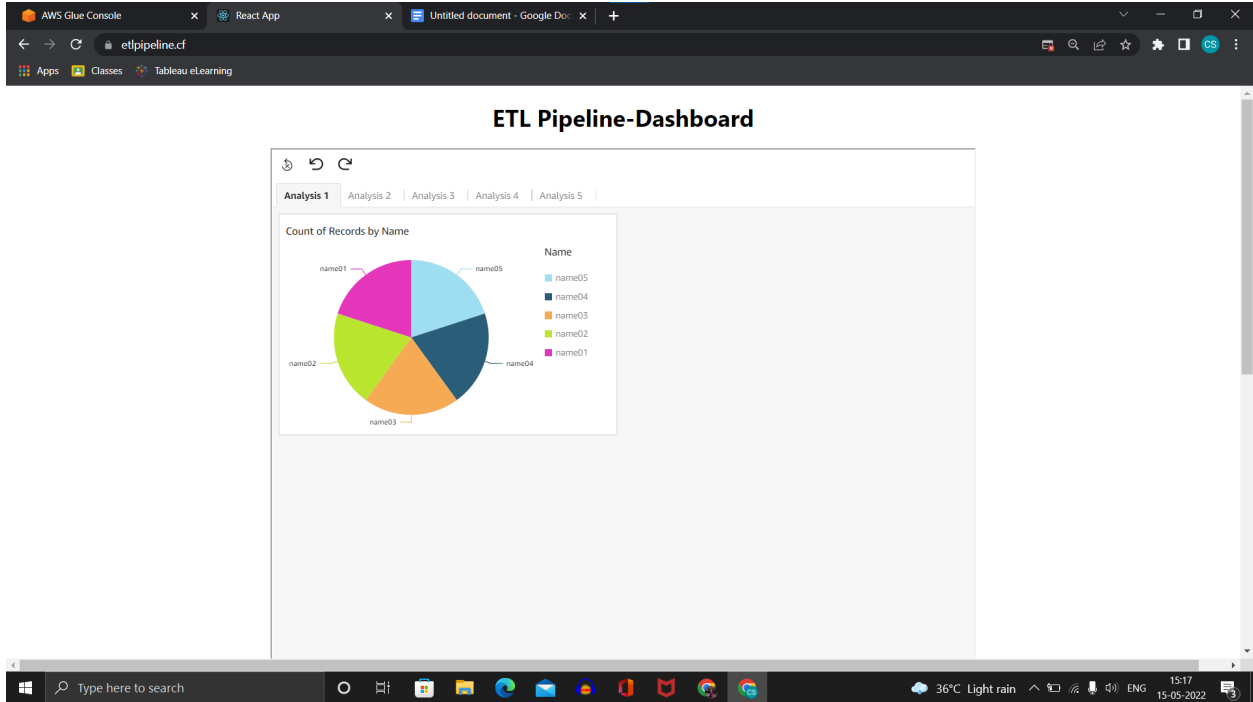 AWS Glue Console
React App
Untitled document - Google Doc
etlpipeline.cf
CS
Apps
Classes
Tableau eLearning
ETL Pipeline-Dashboard
Analysis 1
Analysis 2
Analysis 3
Analysis 4
Analysis 5
Count of Records by Name
name01
name05
name02
name04
name03
Name
name05
name04
name03
name02
name01
Type here to search
CS
36°C Light rain
ENG
15:17
15-05-2022
3